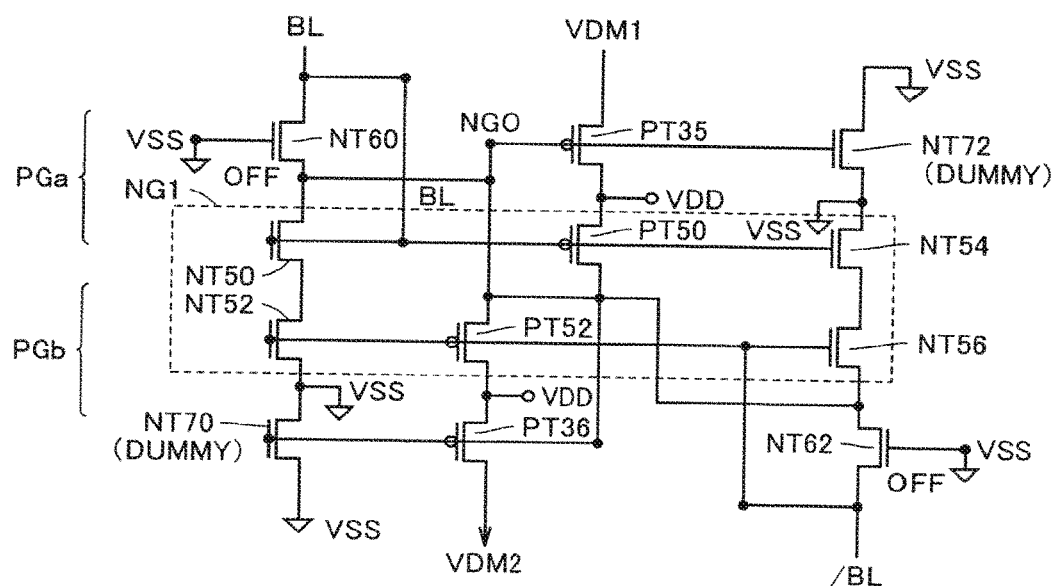 BL
VDM1
VSS
VSS
NT60
OFF
PGa
NG1
NGO
PT35
NT72
(DUMMY)
BL
VDD
VSS
PT50
NT54
NT50
NT52
PGb
PT52
NT56
VSS
VDD
NT70
(DUMMY)
PT36
NT62
VSS
OFF
VSS
VDM2
/BL